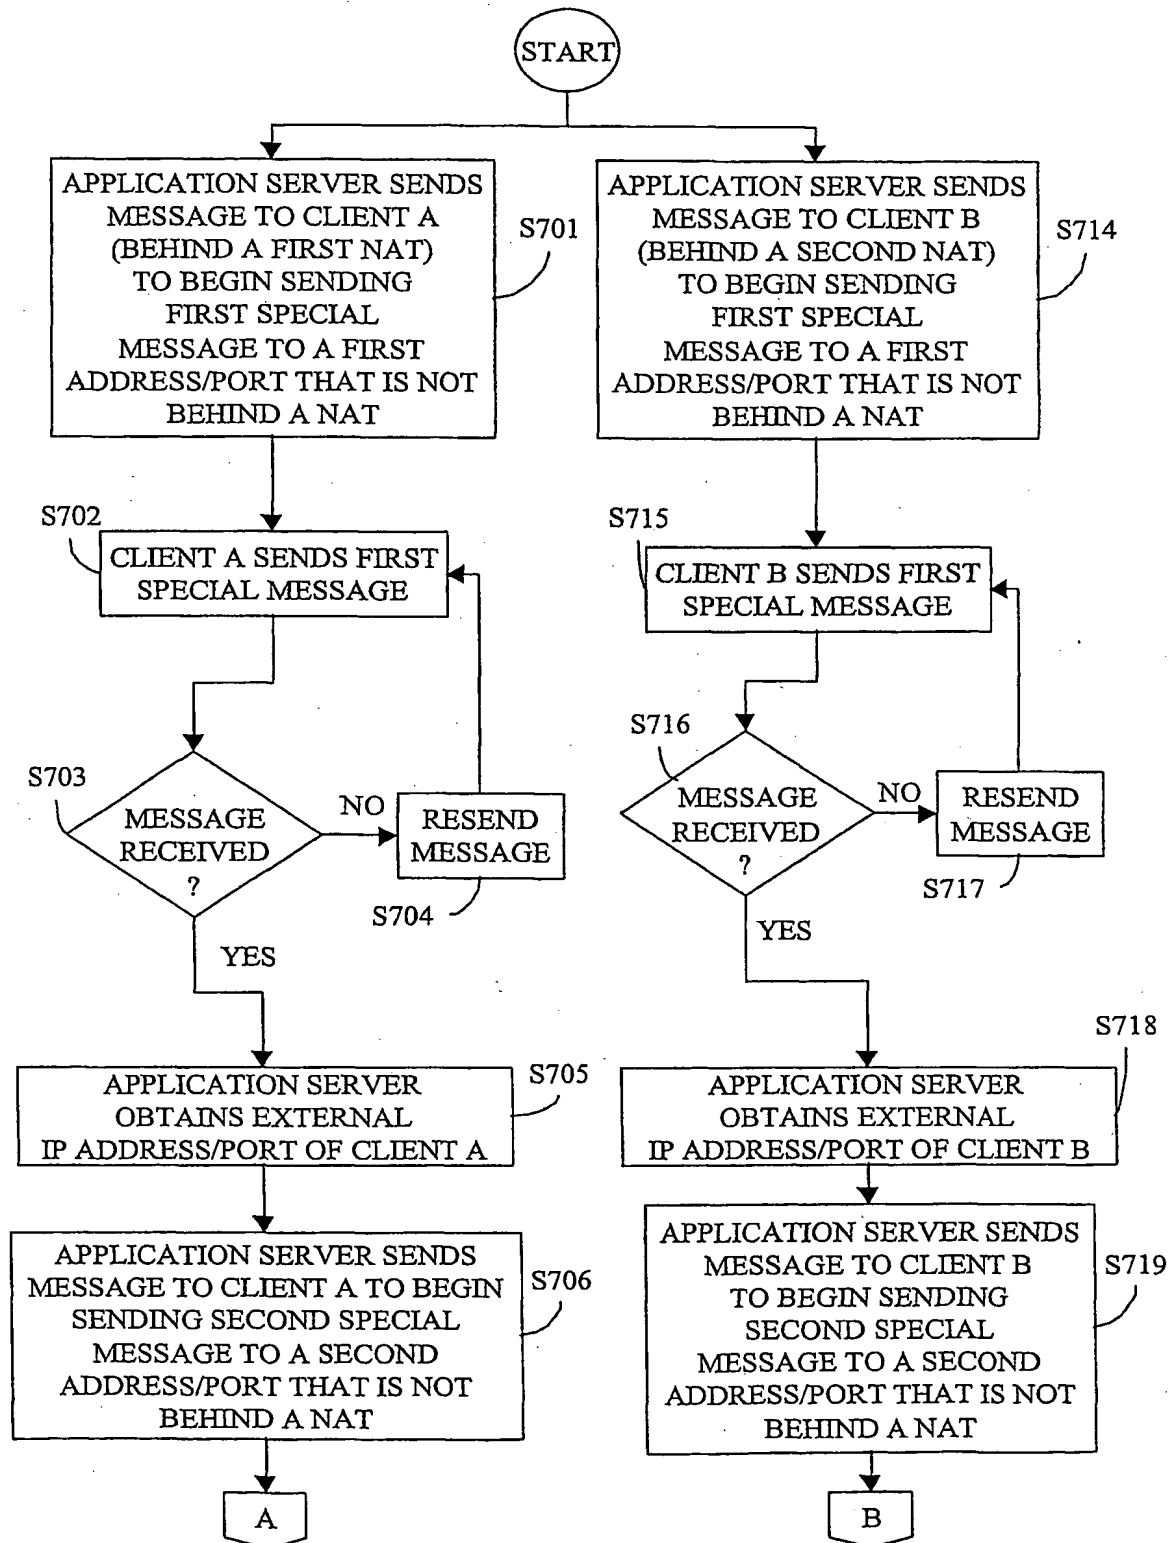 START
APPLICATION SERVER SENDS
MESSAGE TO CLIENT A
(BEHIND A FIRST NAT)
TO BEGIN SENDING
FIRST SPECIAL
MESSAGE TO A FIRST
ADDRESS/PORT THAT IS NOT
BEHIND A NAT
S701
APPLICATION SERVER SENDS
MESSAGE TO CLIENT B
(BEHIND A SECOND NAT)
TO BEGIN SENDING
FIRST SPECIAL
MESSAGE TO A FIRST
ADDRESS/PORT THAT IS NOT
BEHIND A NAT
S714
S702
CLIENT A SENDS FIRST
SPECIAL MESSAGE
S715
CLIENT B SENDS FIRST
SPECIAL MESSAGE
S703
MESSAGE
RECEIVED
?
NO
RESEND
MESSAGE
S704
YES
S716
MESSAGE
RECEIVED
?
NO
RESEND
MESSAGE
S717
YES
APPLICATION SERVER
OBTAINS EXTERNAL
IP ADDRESS/PORT OF CLIENT A
S705
APPLICATION SERVER
OBTAINS EXTERNAL
IP ADDRESS/PORT OF CLIENT B
S718
APPLICATION SERVER SENDS
MESSAGE TO CLIENT A TO BEGIN
SENDING SECOND SPECIAL
MESSAGE TO A SECOND
ADDRESS/PORT THAT IS NOT
BEHIND A NAT
S706
APPLICATION SERVER SENDS
MESSAGE TO CLIENT B
TO BEGIN SENDING
SECOND SPECIAL
MESSAGE TO A SECOND
ADDRESS/PORT THAT IS NOT
BEHIND A NAT
S719
A
B